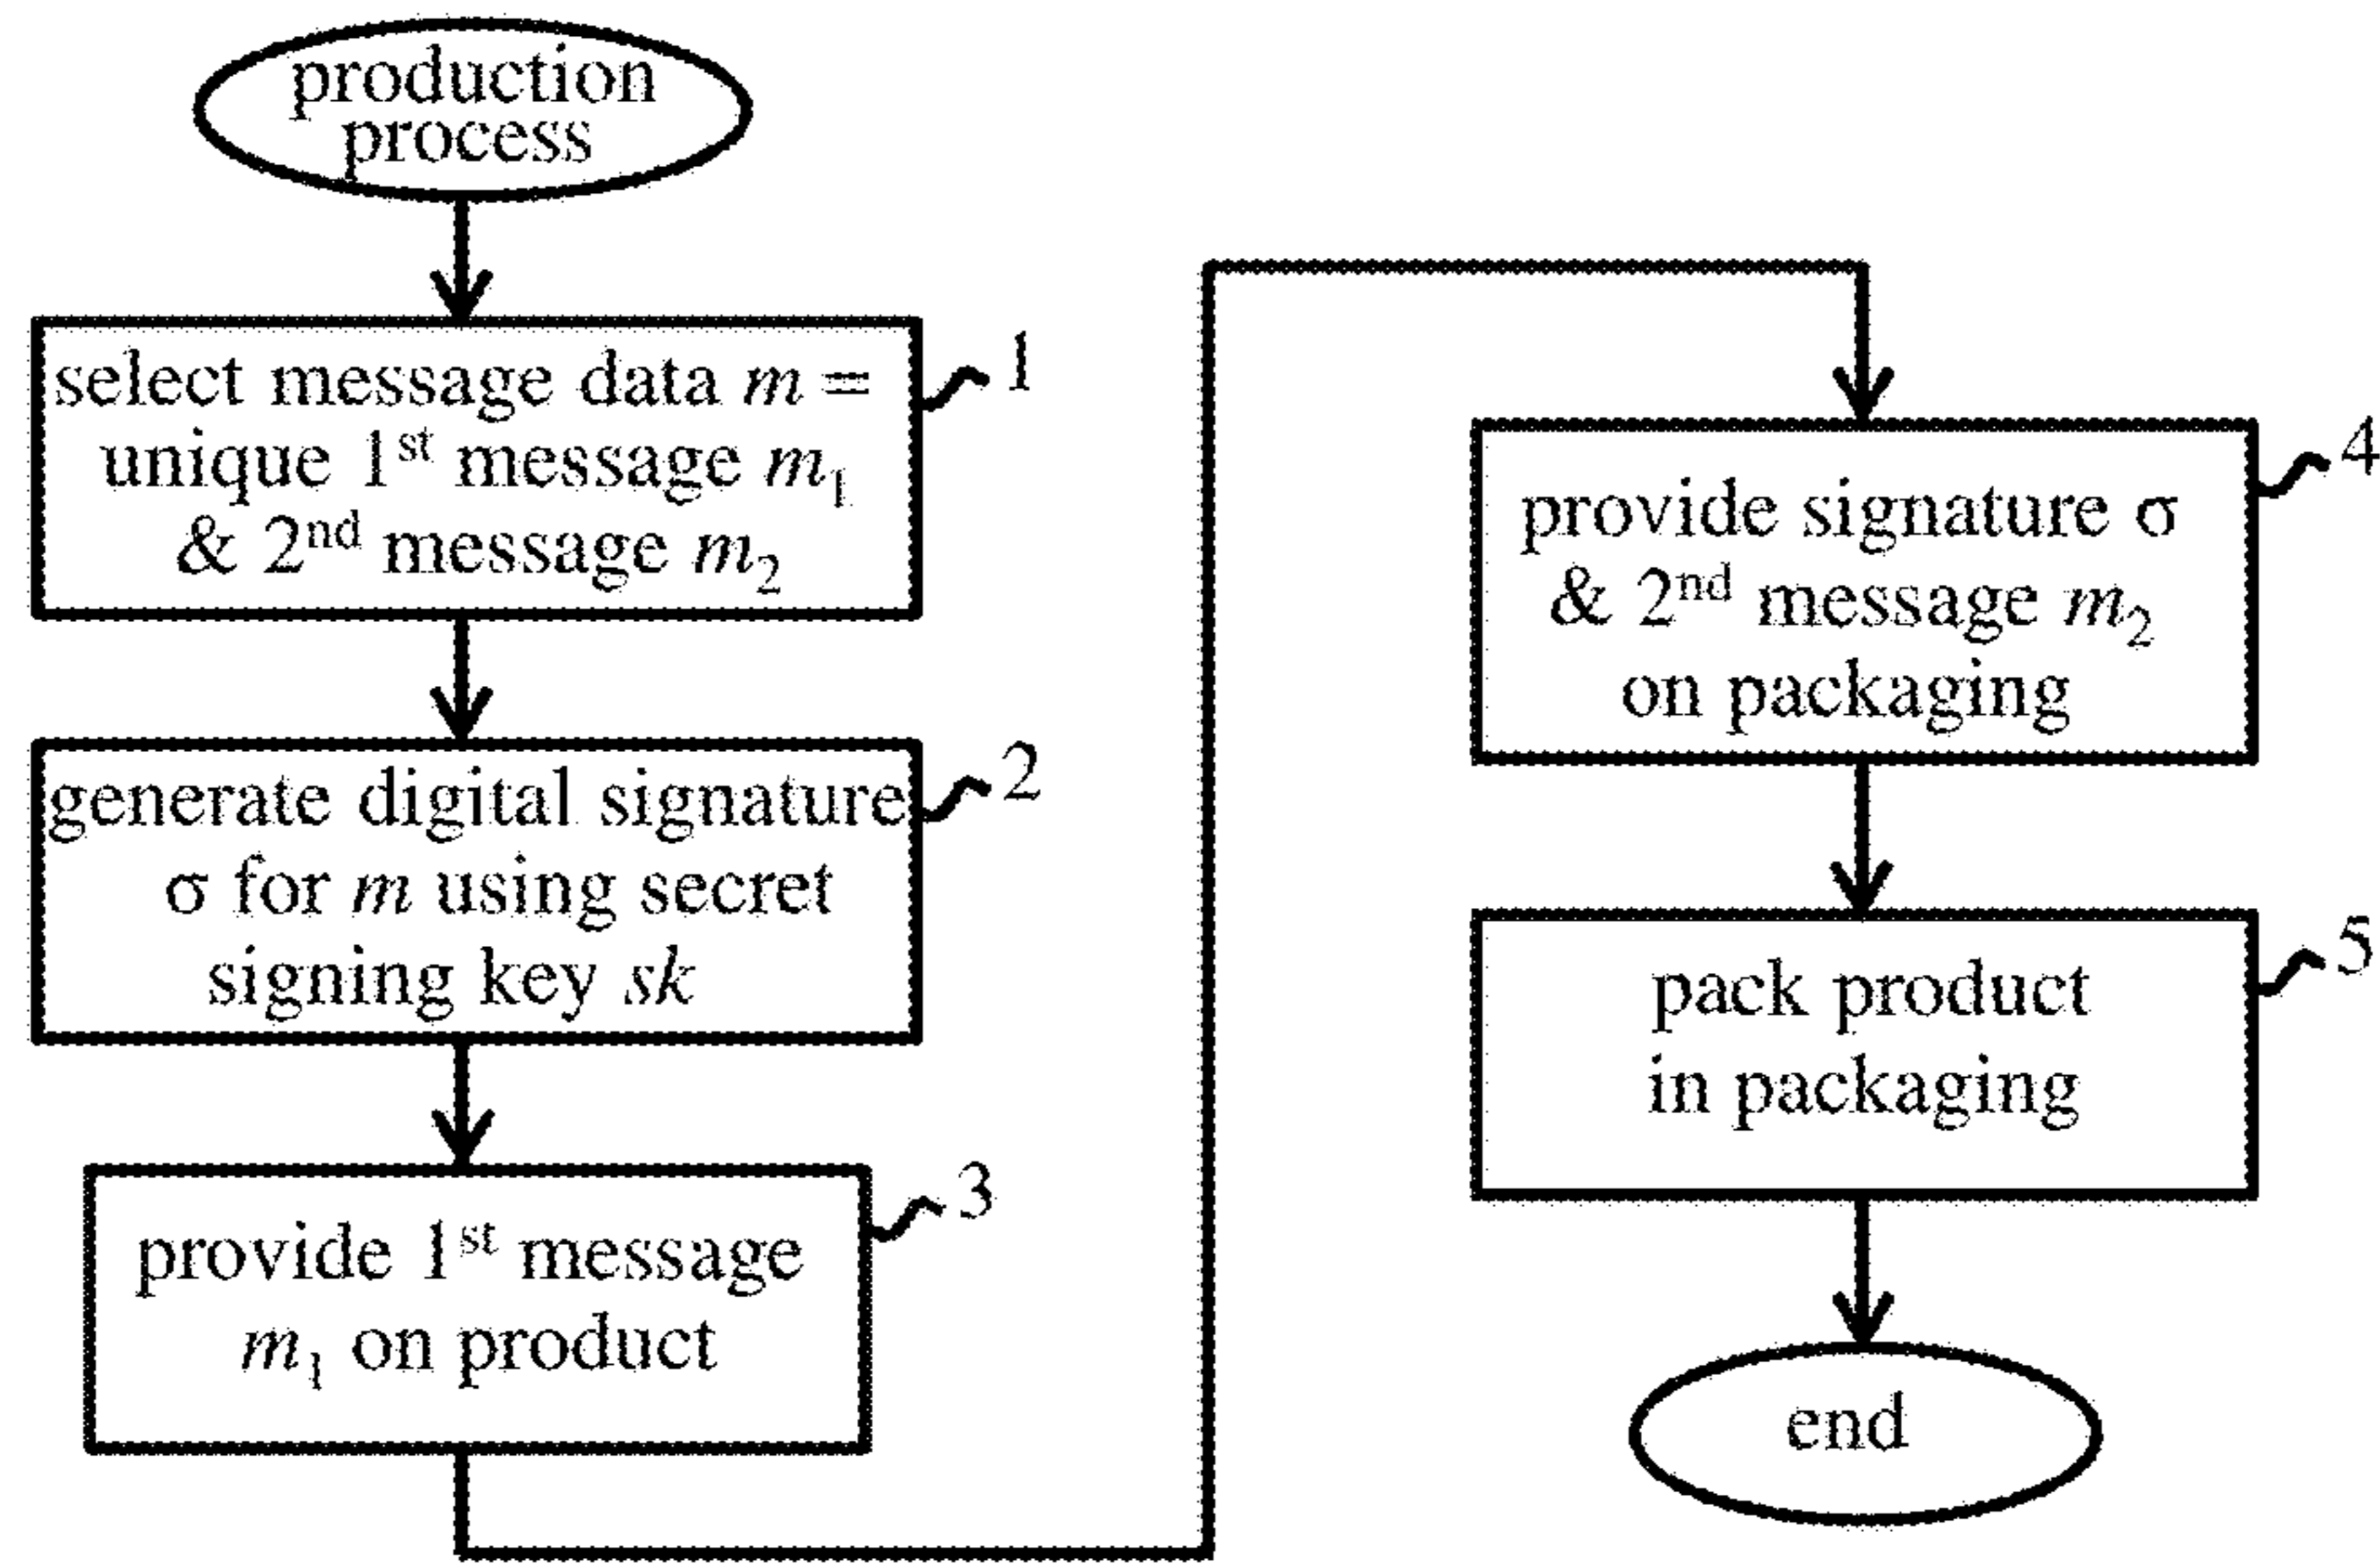 production
process
select message data m =
unique 1st message m1
& 2nd message m2
1
generate digital signature
σ for m using secret
signing key sk
2
provide 1st message
m1 on product
3
provide signature σ
& 2nd message m2
on packaging
4
pack product
in packaging
5
end